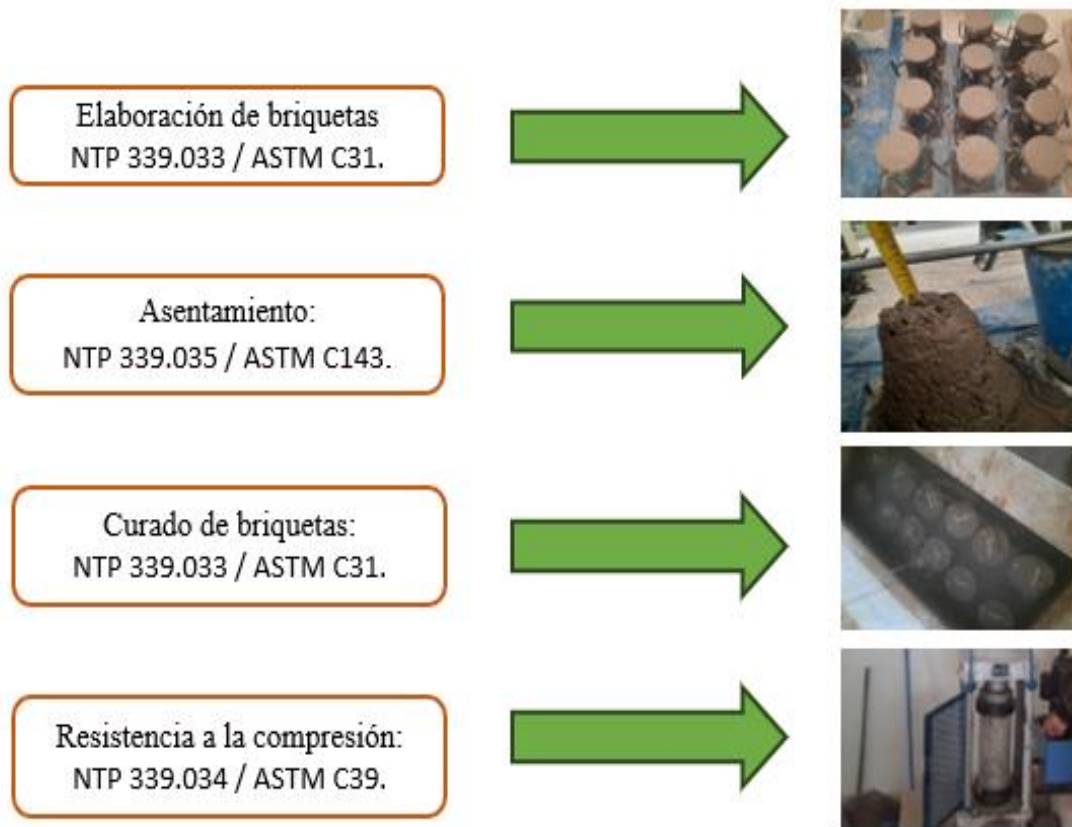 Elaboración de briquetas
NTP 339.033 / ASTM C31.
Asentamiento:
NTP 339.035 / ASTM C143.
Curado de briquetas:
NTP 339.033 / ASTM C31.
Resistencia a la compresión:
NTP 339.034 / ASTM C39.